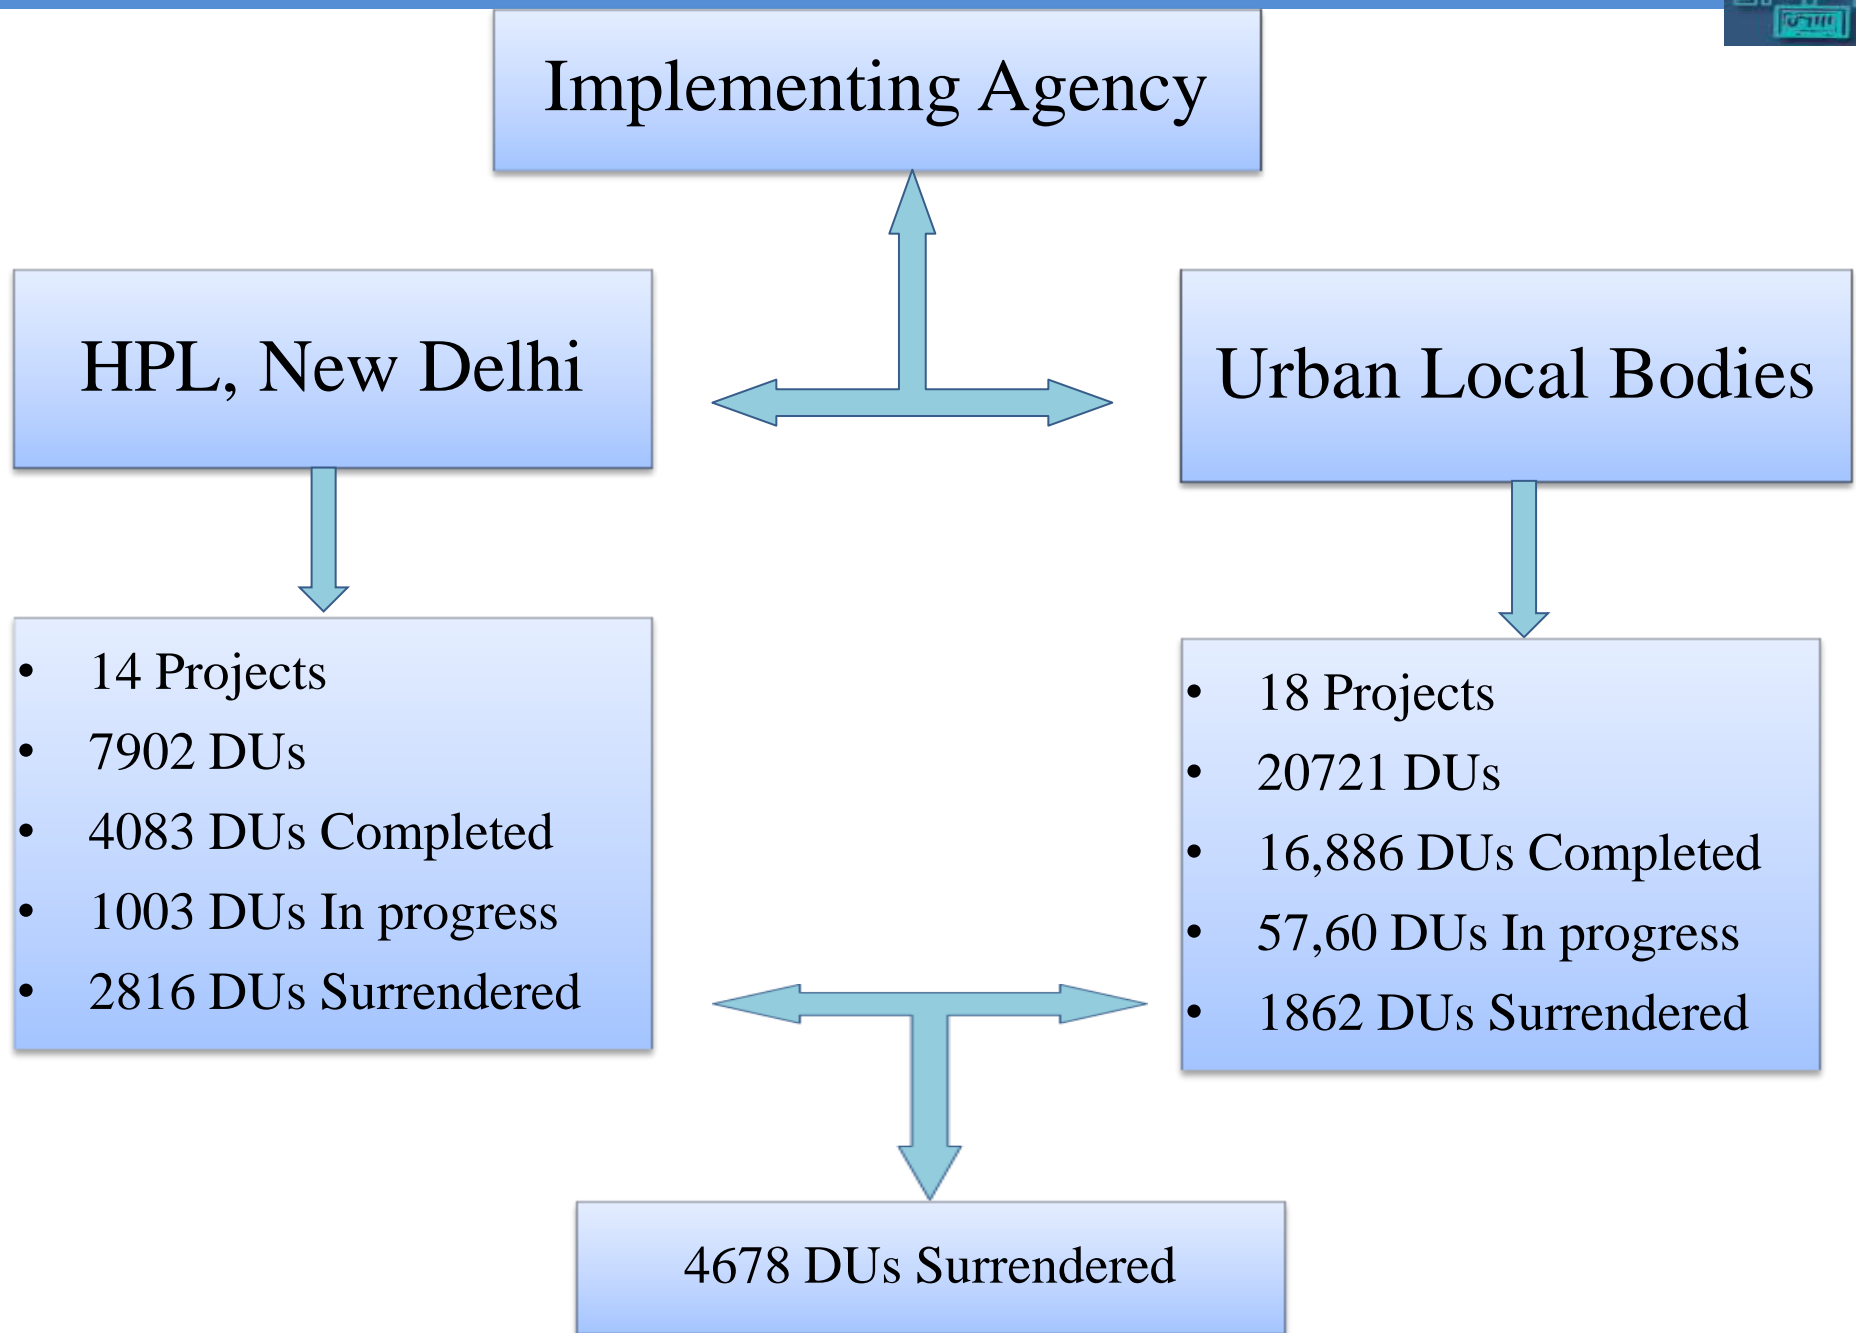 Implementing Agency
HPL, New Delhi
Urban Local Bodies
• 14 Projects
• 7902 DUs
• 4083 DUs Completed
• 1003 DUs In progress
• 2816 DUs Surrendered
• 18 Projects
• 20721 DUs
• 16,886 DUs Completed
• 57,60 DUs In progress
• 1862 DUs Surrendered
4678 DUs Surrendered